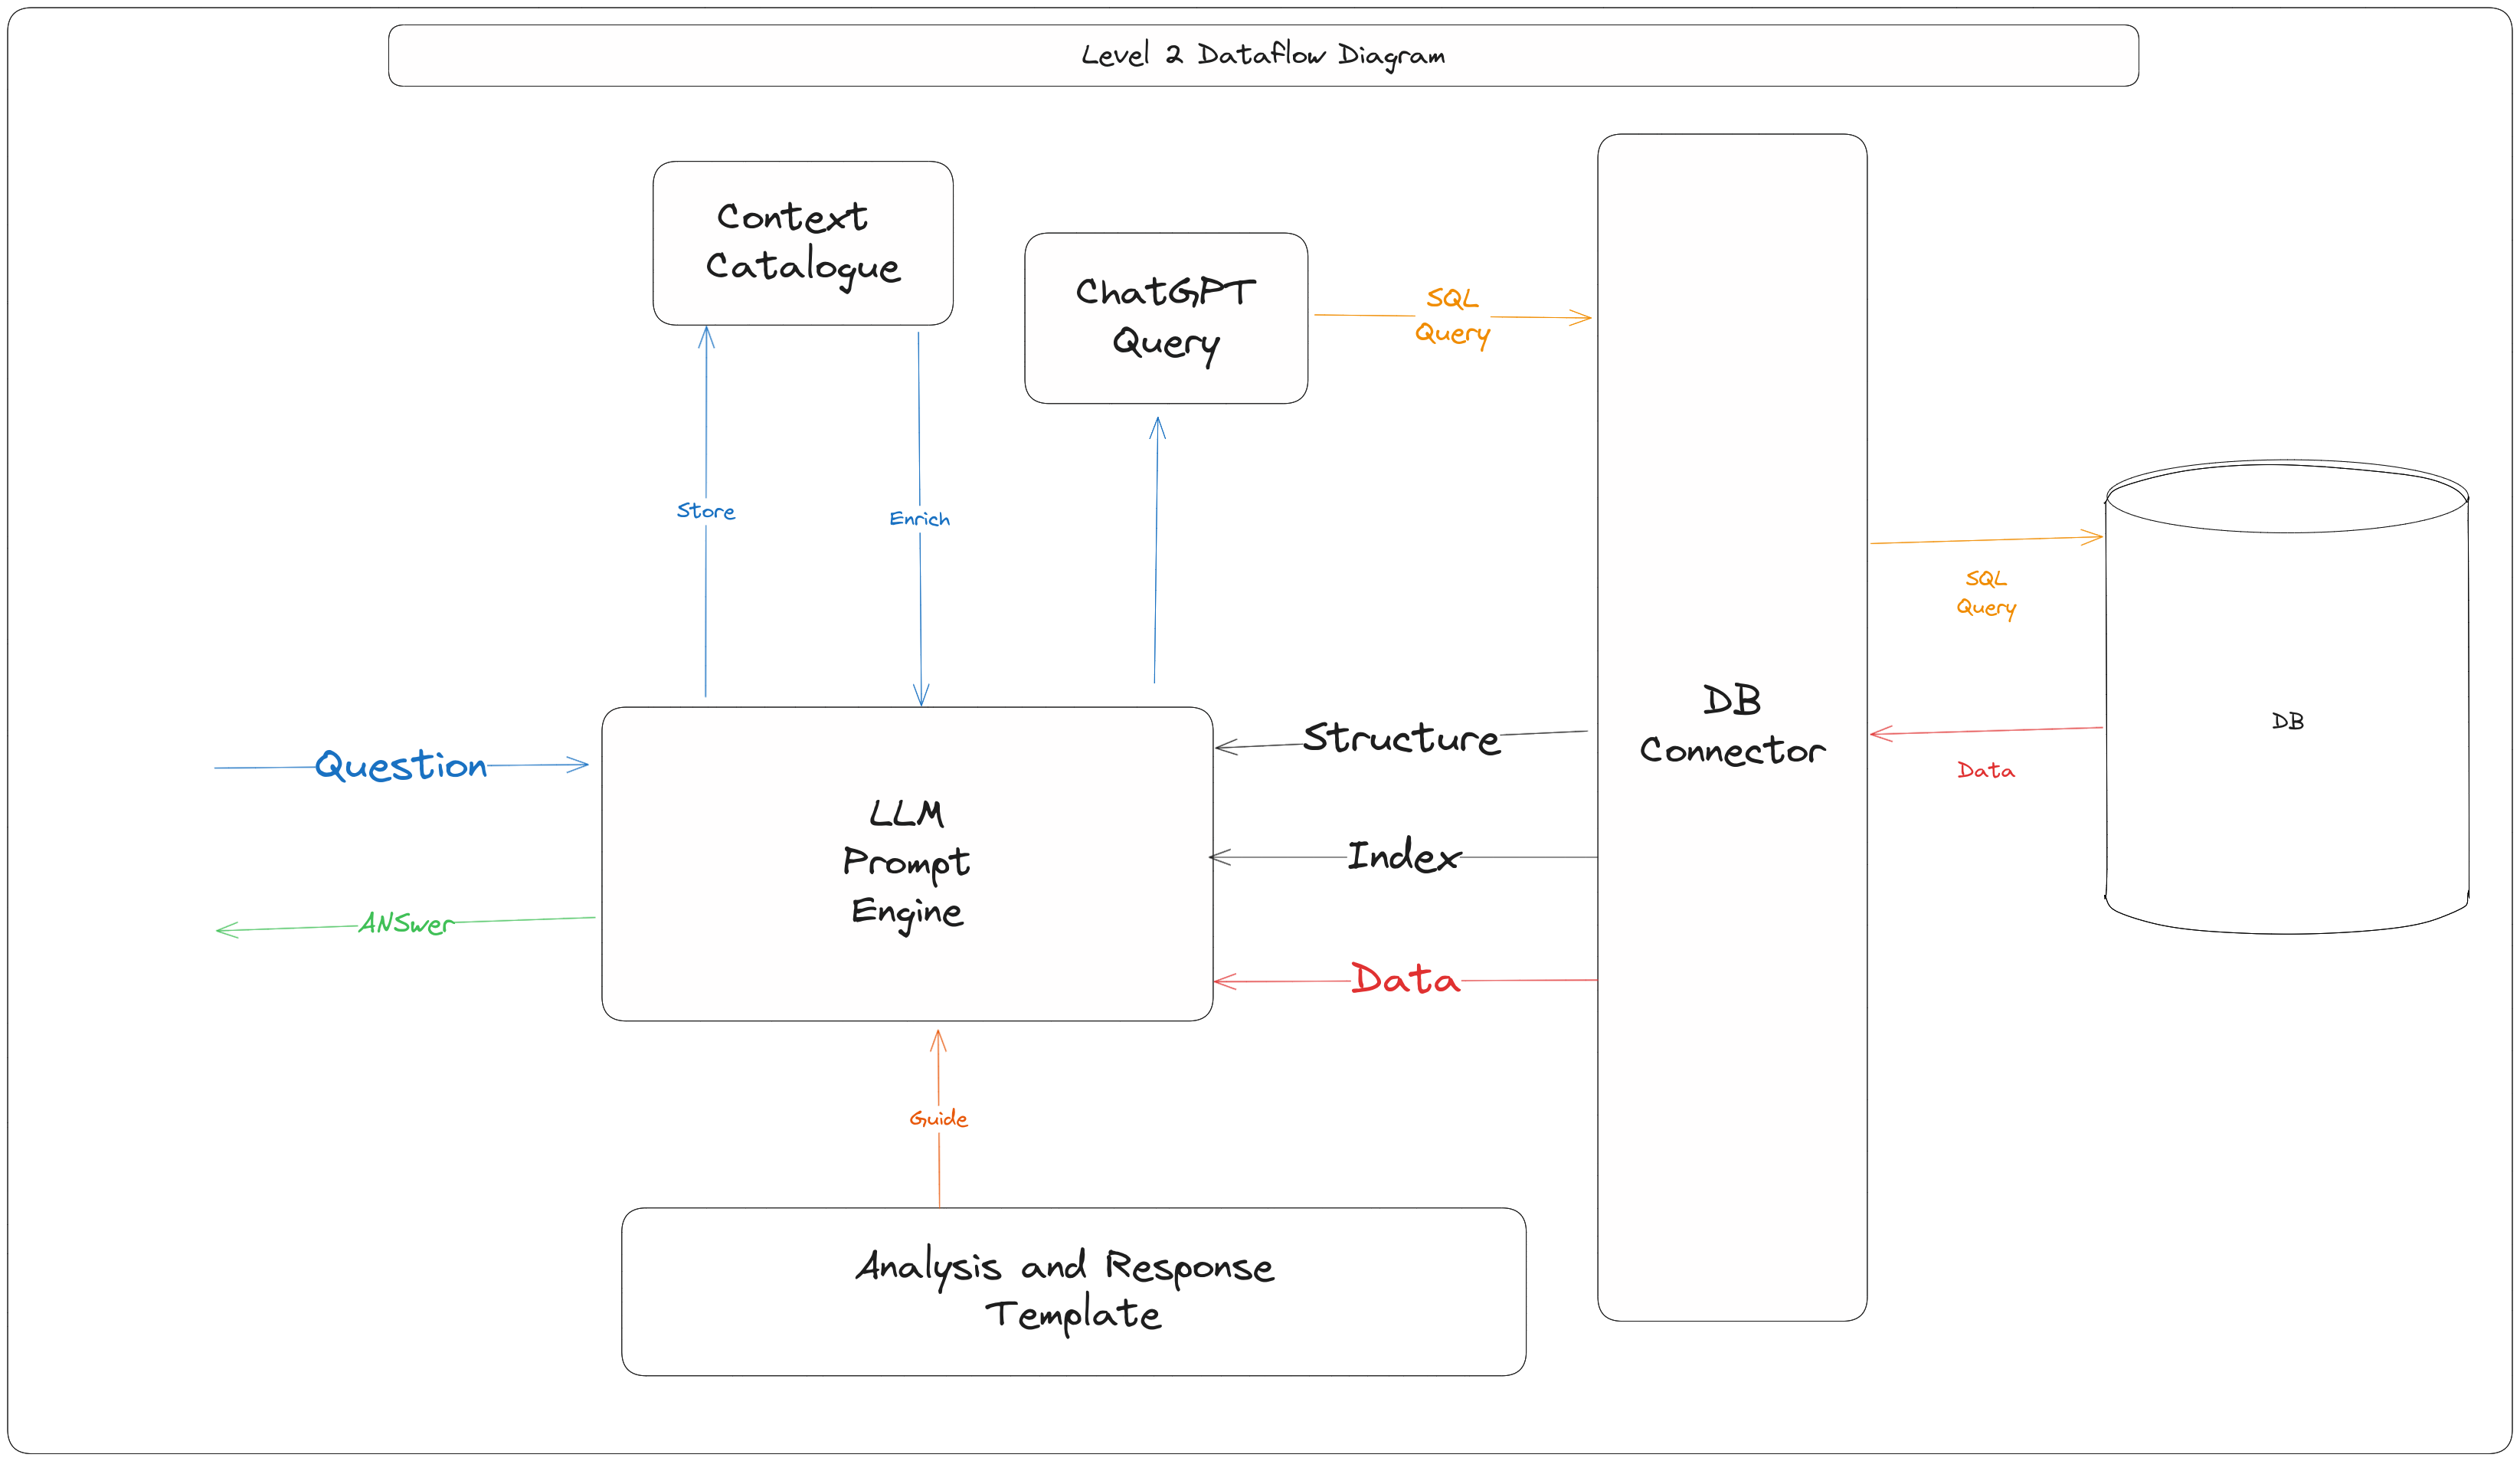 Level 2 Dataflow Diagram
Context
Catalogue
ChatGPT
Query
SQL
Query
Store
Enrich
SQL
Query
DB
Connector
DB
Structure
Question
Data
LLM
Prompt
Engine
Index
ANSwer
Data
Guide
Analysis and Response
Template